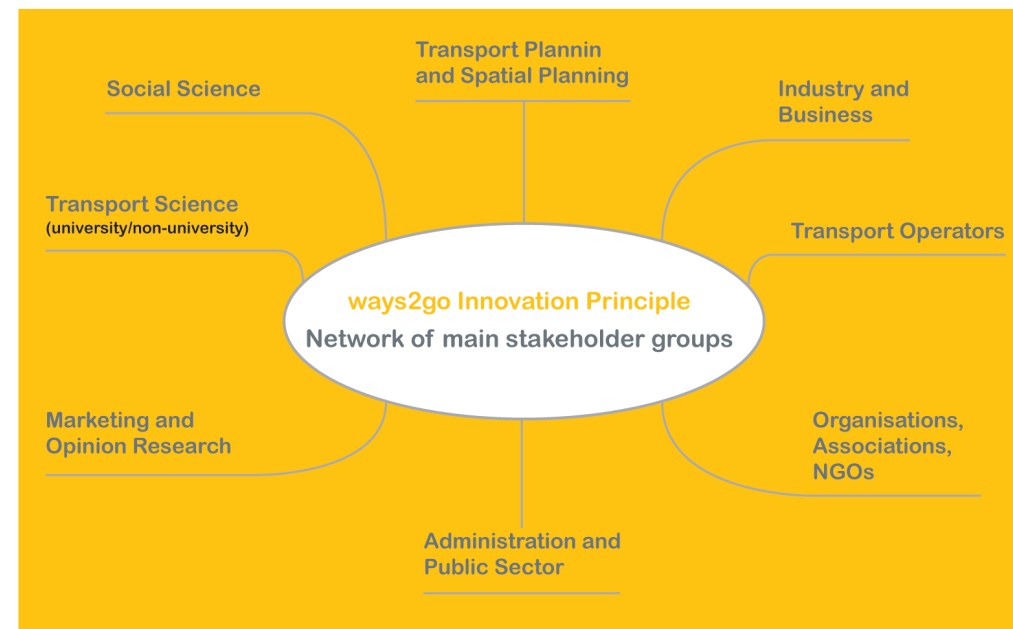 Transport Plannin
and Spatial Planning
Social Science
Industry and
Business
Transport Science
(university/non-university)
Transport Operators
ways2go Innovation Principle
Network of main stakeholder groups
Marketing and
Opinion Research
Organisations,
Associations,
NGOs
Administration and
Public Sector